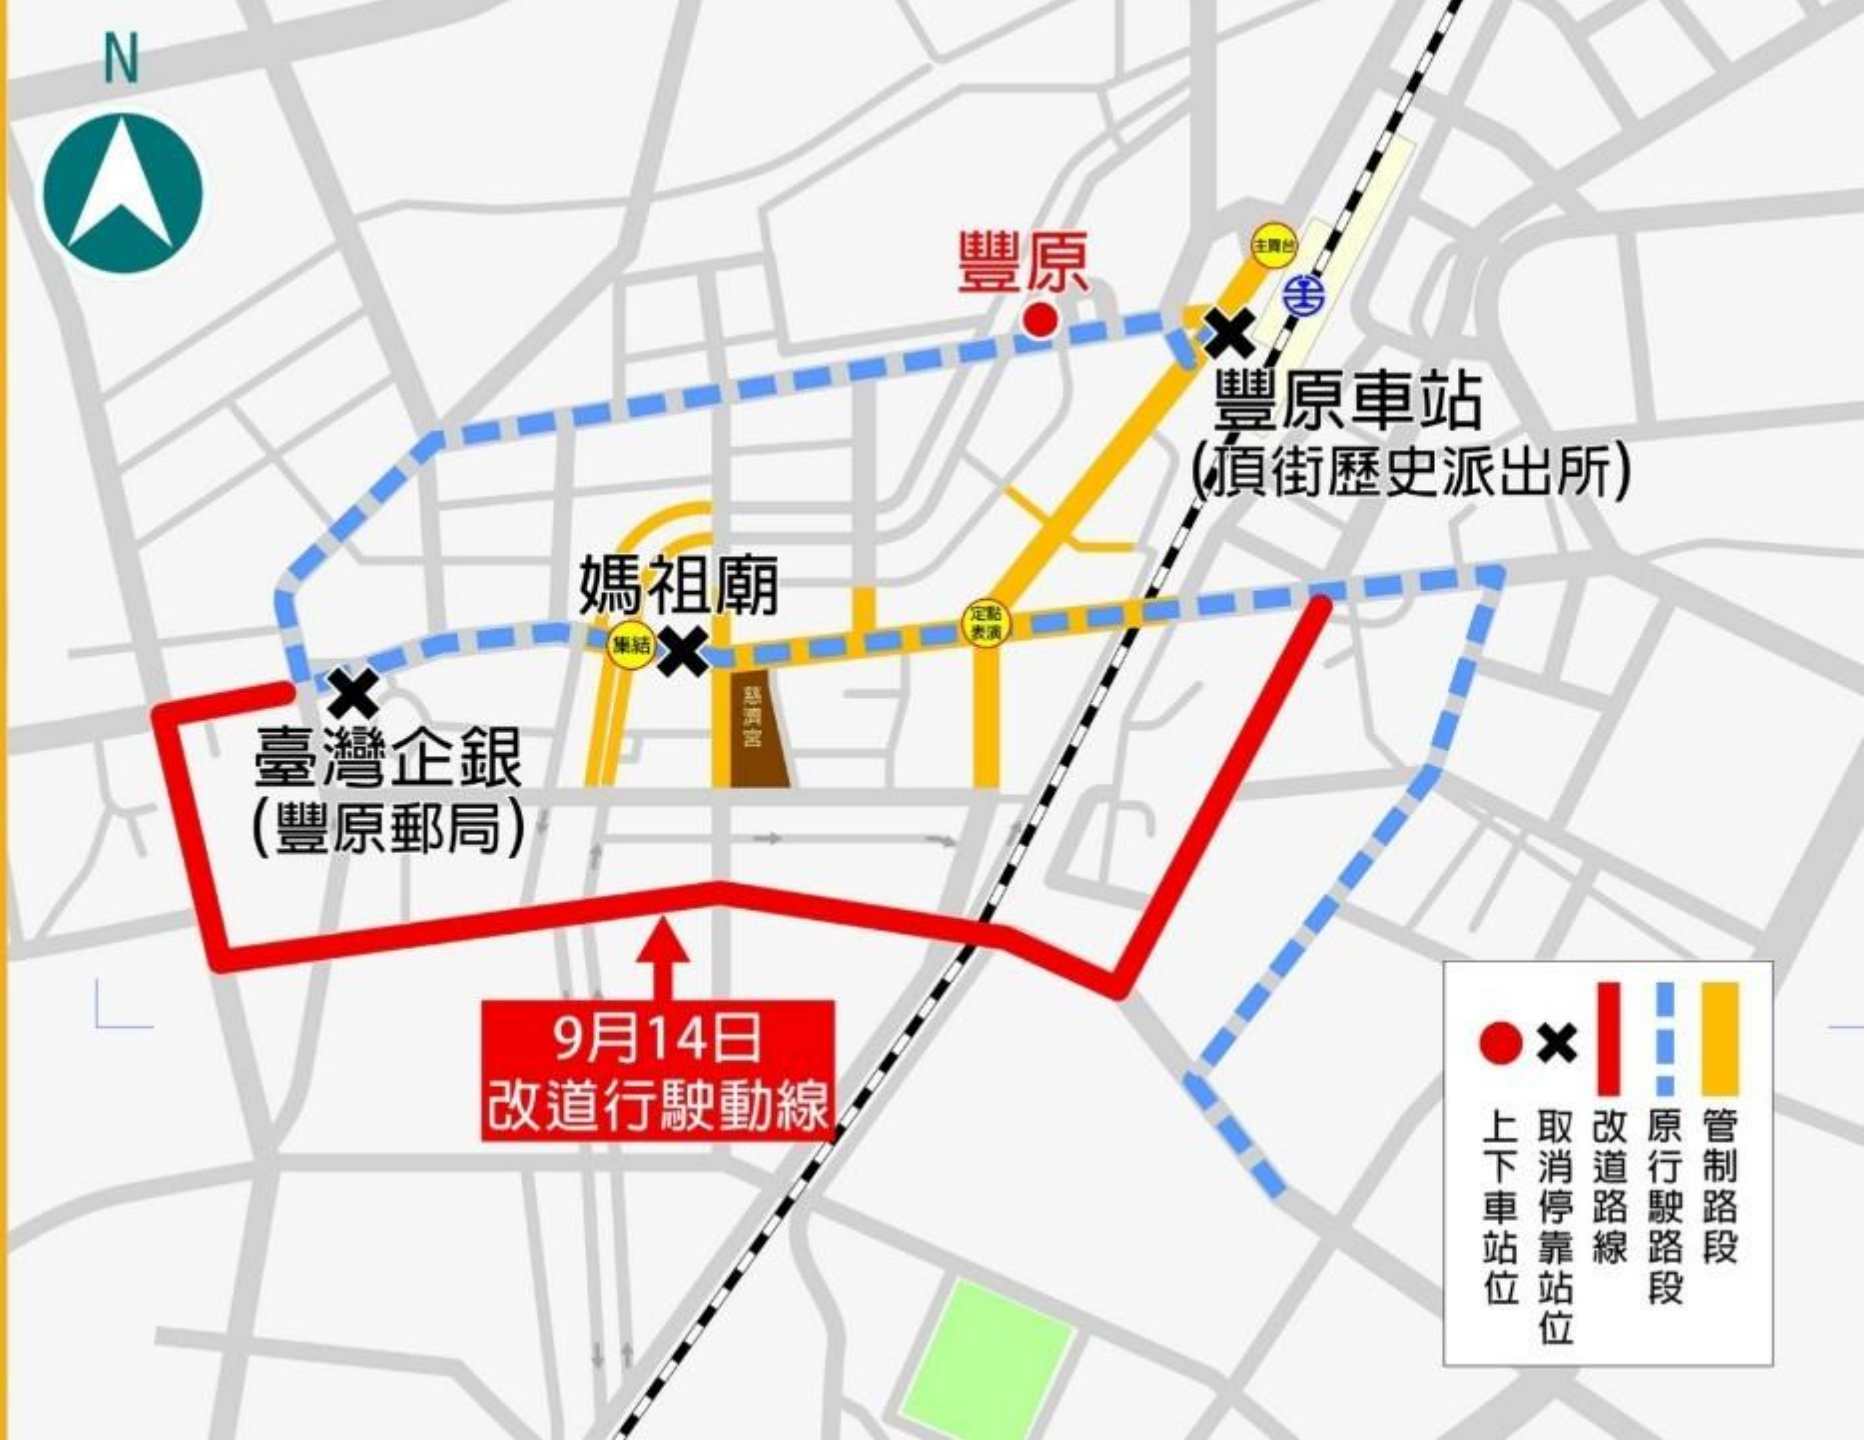 N
主舞台
豐原
豐原車站
(頂街歷史派出所)
媽祖廟
定點
表演
集結
慈濟宮
臺灣企銀
(豐原郵局)
9月14日
改道行駛動線
上下車站位
取消停靠站位
改道路線
原行駛路段
管制路段